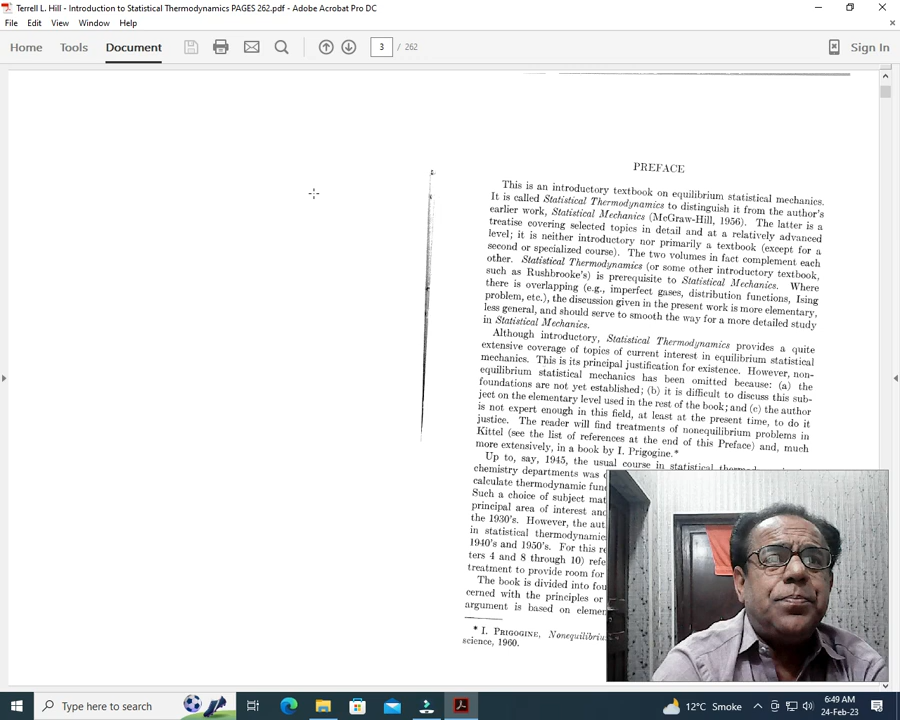 Terrell L. Hill - Introduction to Statistical Thermodynamics PAGES 262.pdf - Adobe Acrobat Pro DC
File Edit View Window Help
Home Tools Document 3 / 262 Sign In
PREFACE
This is an introductory textbook on equilibrium statistical mechanics.
It is called Statistical Thermodynamics to distinguish it from the author's
earlier work, Statistical Mechanics (McGraw-Hill, 1956). The latter is a
treatise covering selected topics in detail and at a relatively advanced
level; it is neither introductory nor primarily a textbook (except for a
second or specialized course). The two volumes in fact complement each
other. Statistical Thermodynamics (or some other introductory textbook,
such as Rushbrooke's) is prerequisite to Statistical Mechanics. Where
there is overlapping (e.g., imperfect gases, distribution functions, Ising
problem, etc.), the discussion given in the present work is more elementary,
less general, and should serve to smooth the way for a more detailed study
in Statistical Mechanics.
Although introductory, Statistical Thermodynamics provides a quite
extensive coverage of topics of current interest in equilibrium statistical
mechanics. This is its principal justification for existence. However, non-
equilibrium statistical mechanics has been omitted because: (a) the
foundations are not yet established; (b) it is difficult to discuss this sub-
ject on the elementary level used in the rest of the book; and (c) the author
is not expert enough in this field, at least at the present time, to do it
justice. The reader will find treatments of nonequilibrium problems in
Kittel (see the list of references at the end of this Preface) and, much
more extensively, in a book by I. Prigogine.*
Up to, say, 1945, the usual course in statistical
chemistry departments was
calculate thermodynamic
Such a choice of subject
principal area of interest
the 1930's. However, the
in statistical
1940's and 1950's. For this
ters 4 and 8 through 10)
treatment to provide room for
The book is divided into
cerned with the principles or
argument is based on
* I. PRIGOGINE,
science, 1960.
Type here to search
12°C Smoke
6:49 AM
24-Feb-23